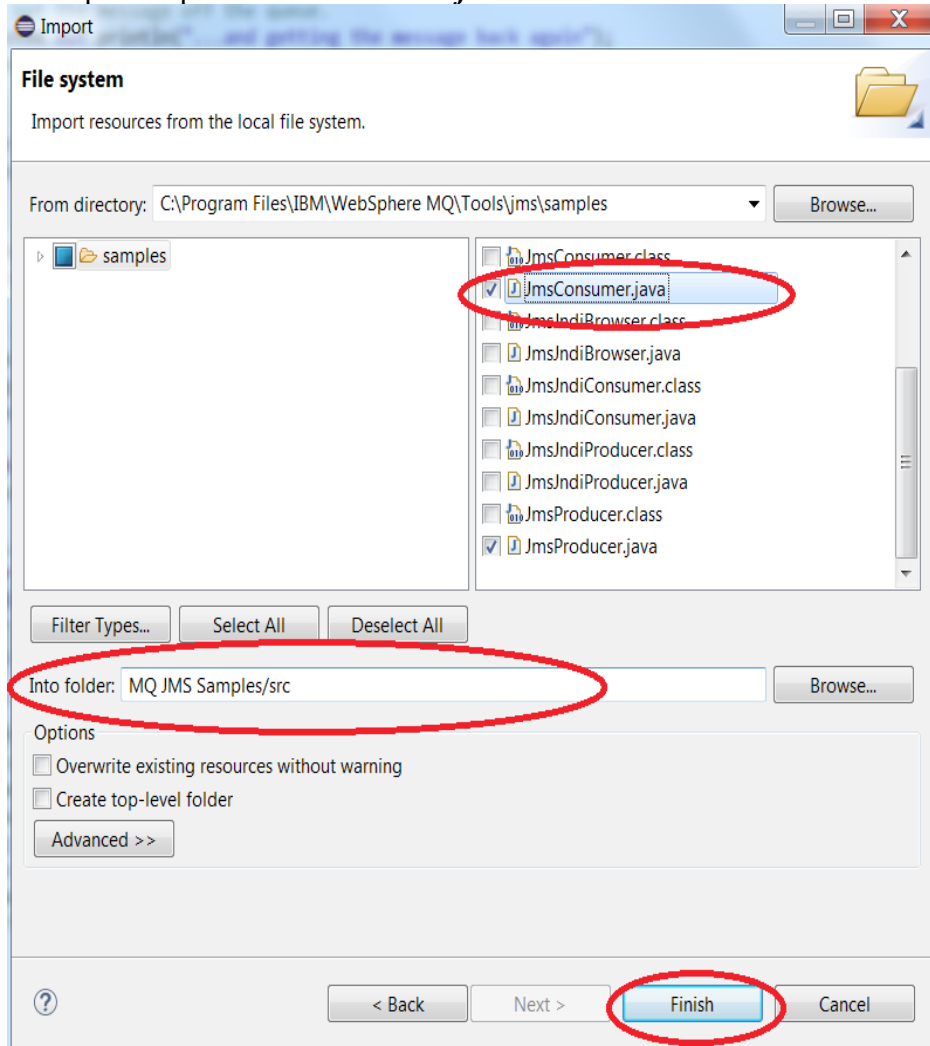 Import
File system
Import resources from the local file system.
From directory: C:\Program Files\IBM\WebSphere MQ\Tools\jms\samples Browse...
samples
JmsConsumer.class
JmsConsumer.java
JmsJndiBrowser.class
JmsJndiBrowser.java
JmsJndiConsumer.class
JmsJndiConsumer.java
JmsJndiProducer.class
JmsJndiProducer.java
JmsProducer.class
JmsProducer.java
Filter Types... Select All Deselect All
Into folder: MQ JMS Samples/src Browse...
Options
Overwrite existing resources without warning
Create top-level folder
Advanced >>
< Back Next > Finish Cancel